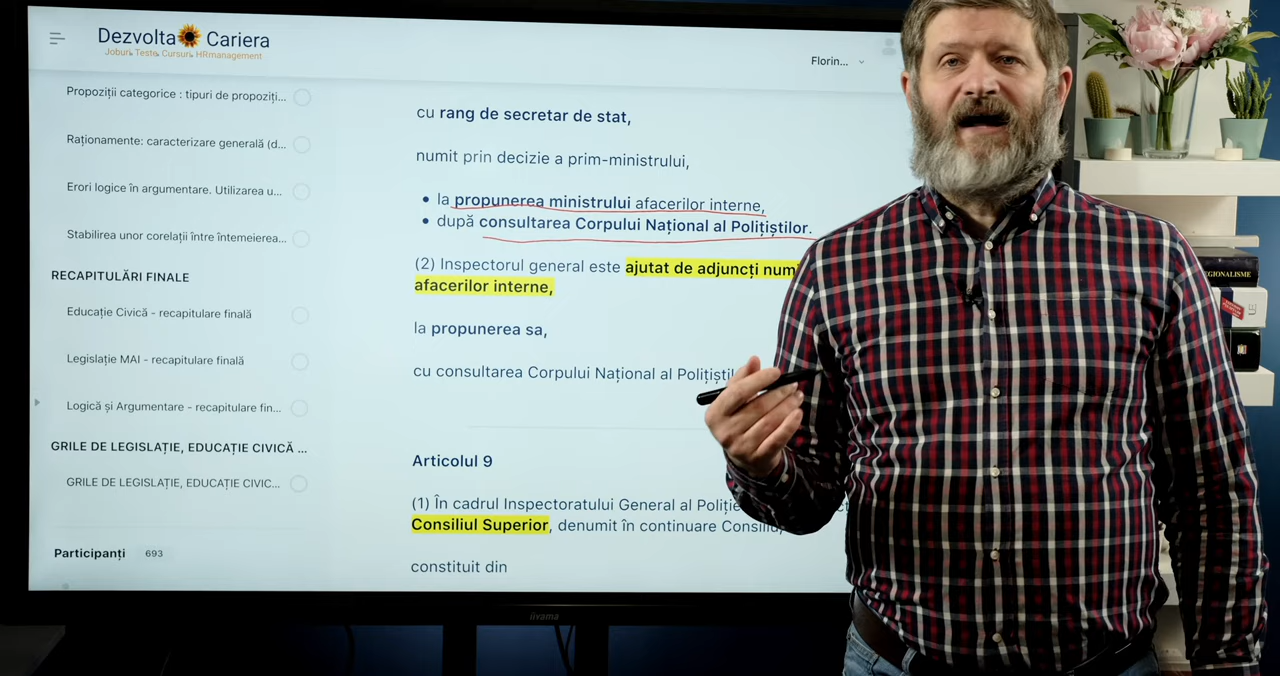 Dezvolta Cariera
Joburi, Teste, Cursuri, HRmanagement
Florin...
Propoziții categorice : tipuri de propoziți...
Raționamente: caracterizare generală (d...
Erori logice în argumentare. Utilizarea u...
Stabilirea unor corelații între întemeierea...
RECAPITULĂRI FINALE
Educație Civică - recapitulare finală
Legislație MAI - recapitulare finală
Logică și Argumentare - recapitulare fin...
GRILE DE LEGISLAȚIE, EDUCAȚIE CIVICĂ ...
GRILE DE LEGISLAȚIE, EDUCAȚIE CIVIC...
Participanți 693
cu rang de secretar de stat,
numit prin decizie a prim-ministrului,
• la propunerea ministrului afacerilor interne,
• după consultarea Corpului Național al Polițiștilor.
(2) Inspectorul general este ajutat de adjuncți num
afacerilor interne,
la propunerea sa,
cu consultarea Corpului Național al Polițiștil
Articolul 9
(1) În cadrul Inspectoratului General al Poliție
Consiliul Superior, denumit în continuare Consiliu,
constituit din
iiyama
EGIONALISME